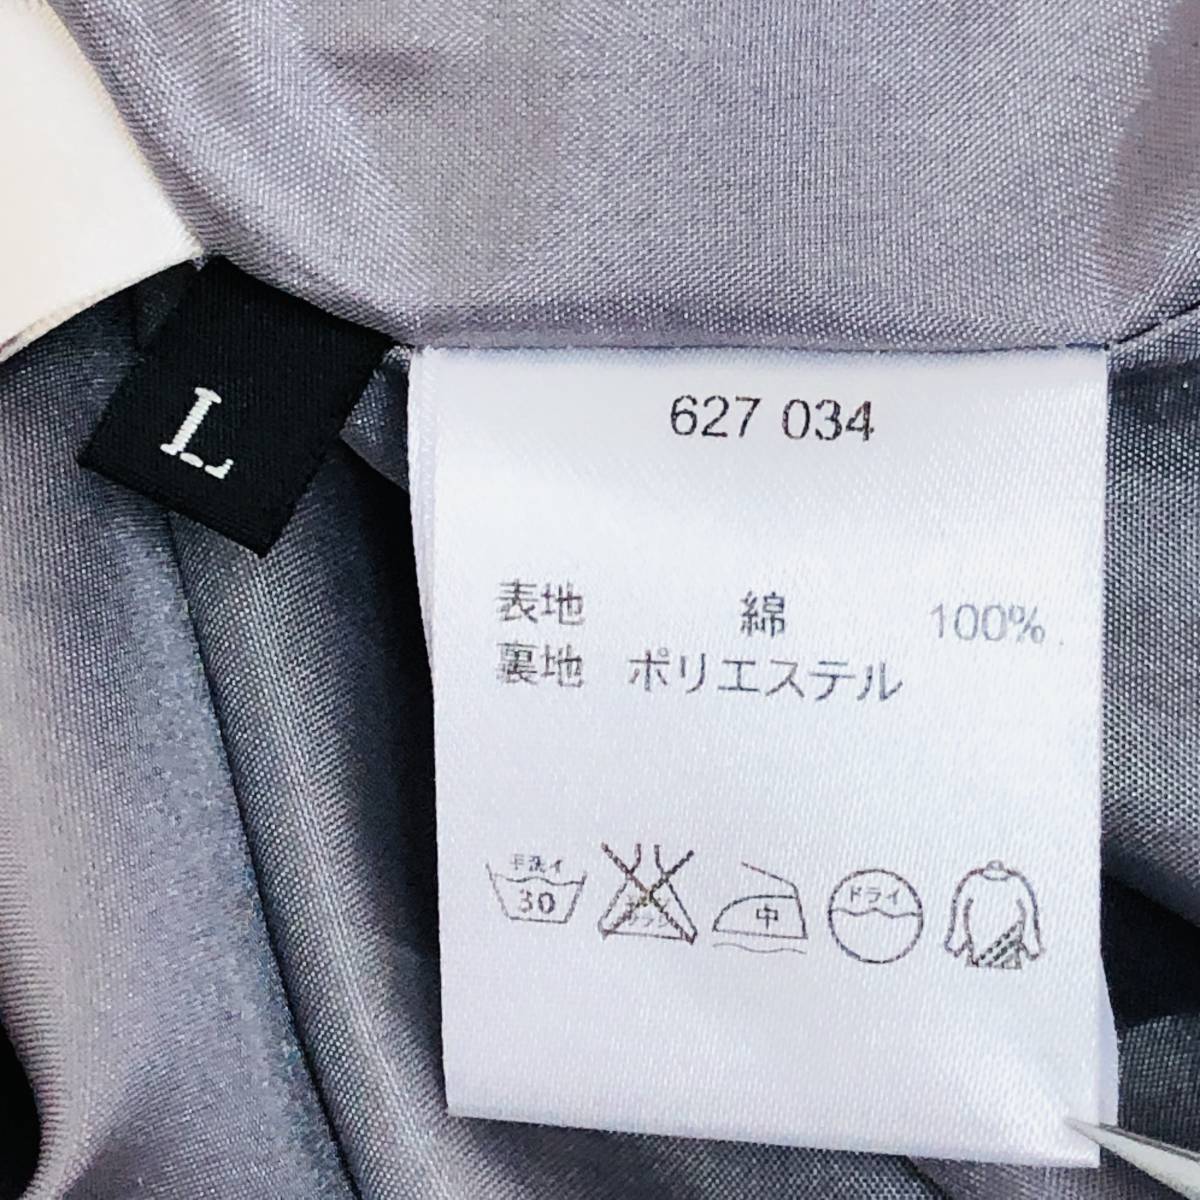 L
627 034
表地 綿 100%
裏地 ポリエステル
手洗イ
30
中
ドライ